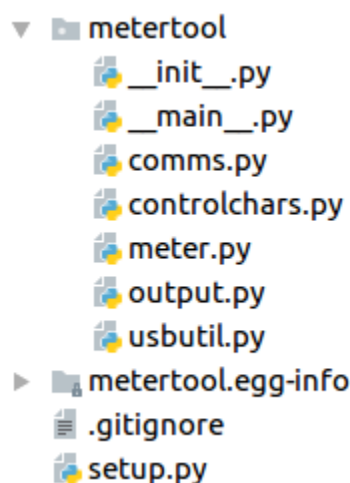 metertool
__init__.py
__main__.py
comms.py
controlchars.py
meter.py
output.py
usbutil.py
metertool.egg-info
.gitignore
setup.py